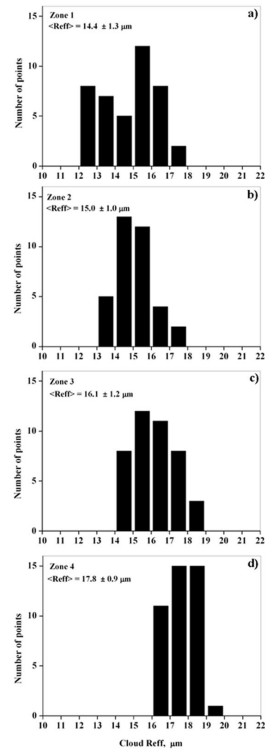 a)
Zone 1
<Reff> = 14.4 ± 1.3 μm
Number of points
15
10
5
0
10 11 12 13 14 15 16 17 18 19 20 21 22
b)
Zone 2
<Reff> = 15.0 ± 1.0 μm
Number of points
15
10
5
0
10 11 12 13 14 15 16 17 18 19 20 21 22
c)
Zone 3
<Reff> = 16.1 ± 1.2 μm
Number of points
15
10
5
0
10 11 12 13 14 15 16 17 18 19 20 21 22
d)
Zone 4
<Reff> = 17.8 ± 0.9 μm
Number of points
15
10
5
0
10 11 12 13 14 15 16 17 18 19 20 21 22
Cloud Reff, μm